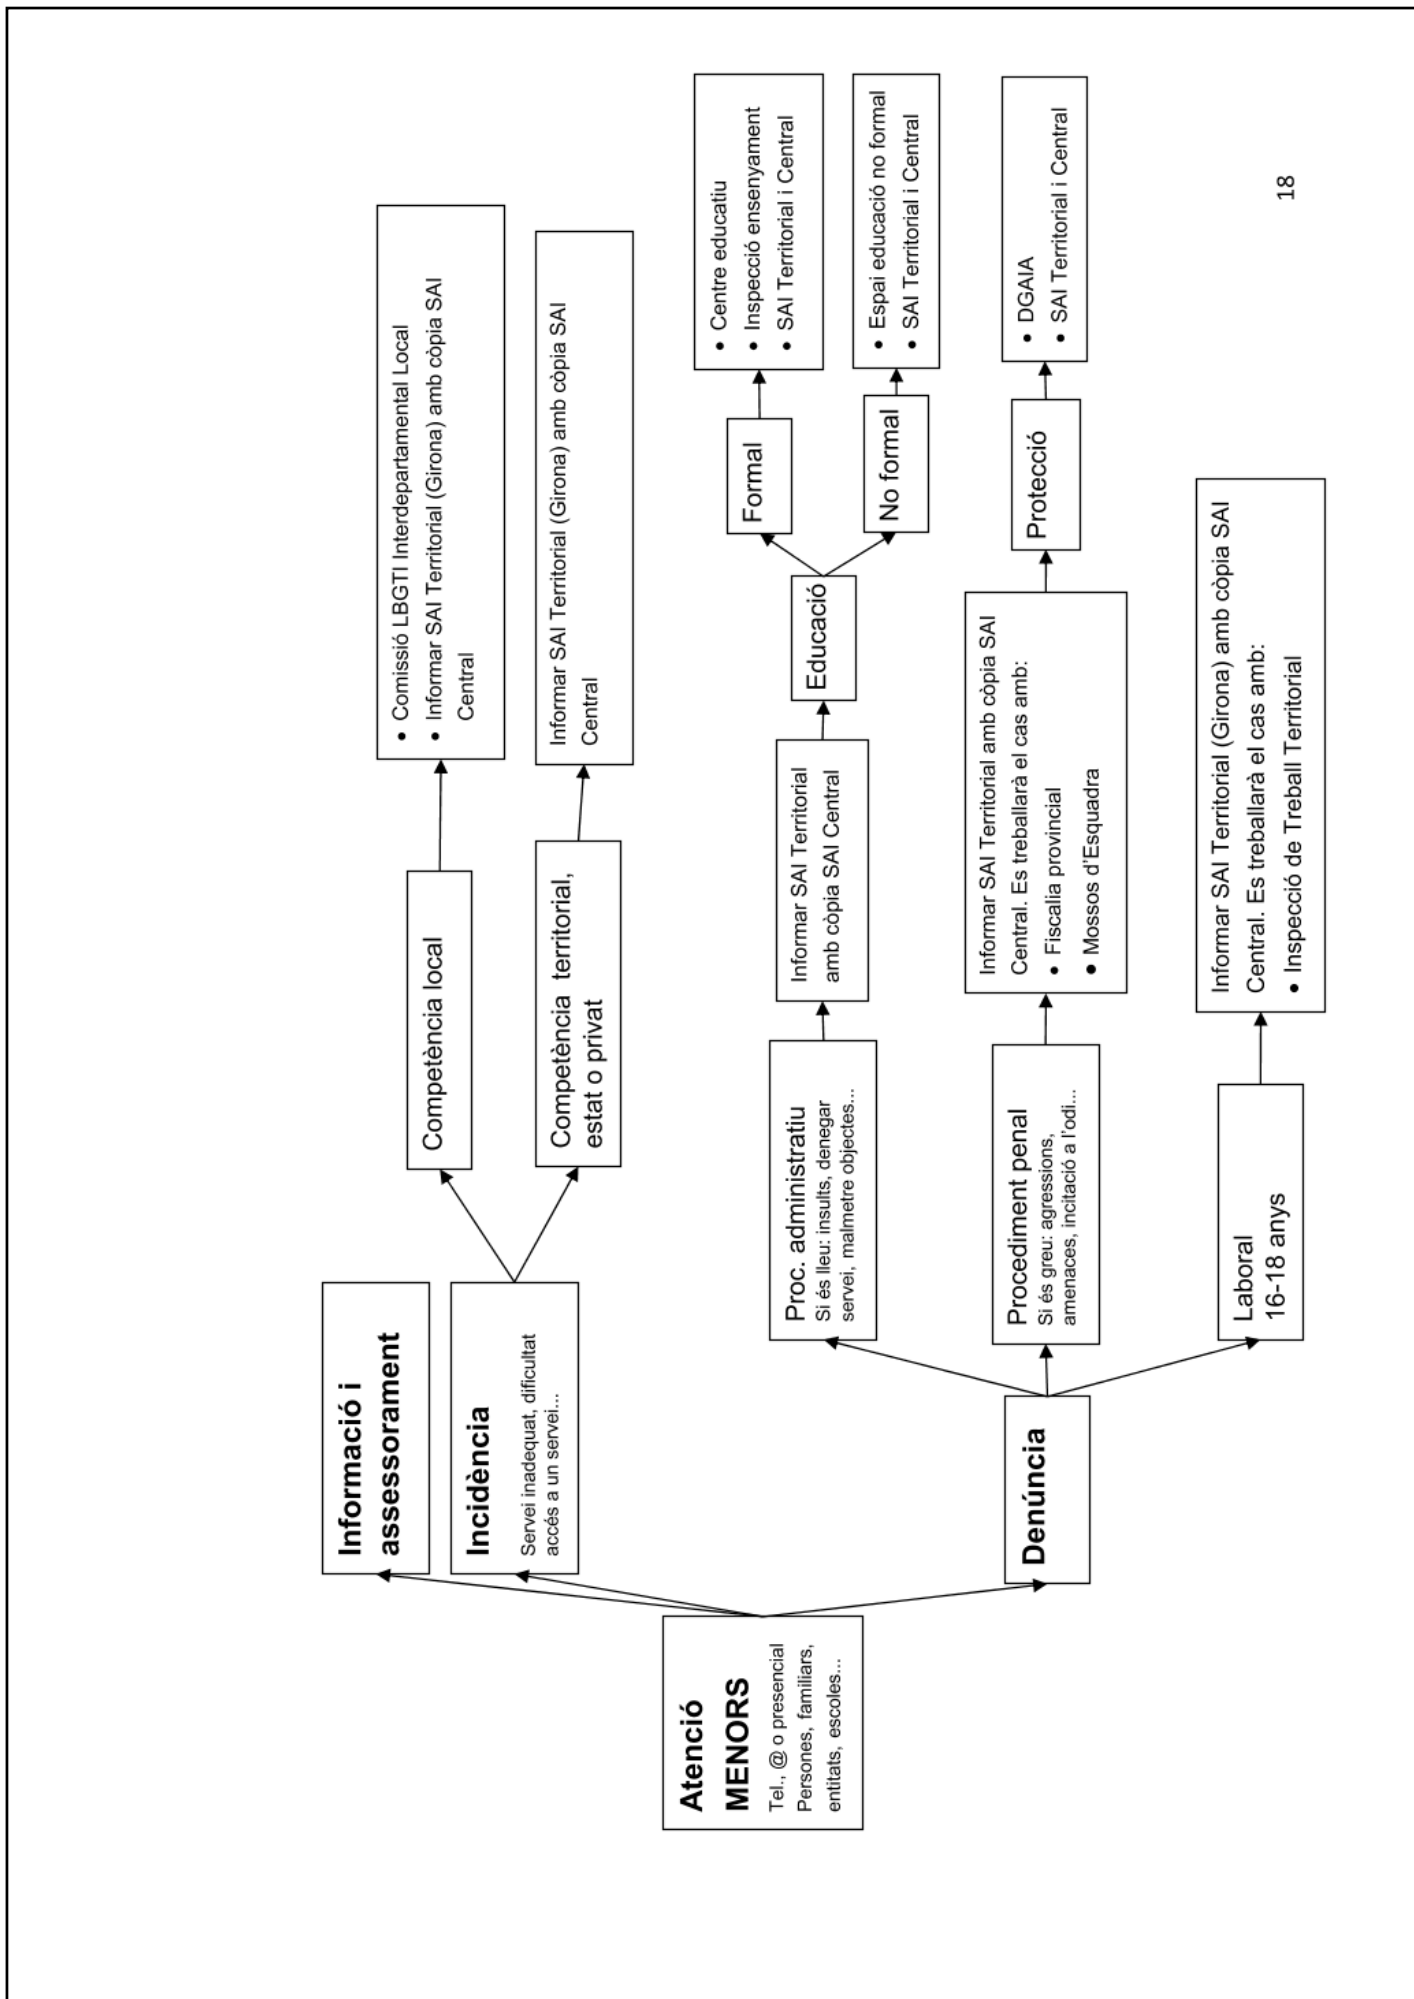 Atenció
MENORS
Tel., @ o presencial
Persones, familiars,
entitats, escoles...
Informació i
assessorament
Incidència
Servei inadequat, dificultat
accés a un servei...
Competència local
• Comissió LBGTI Interdepartamental Local
• Informar SAI Territorial (Girona) amb còpia SAI
Central
Competència territorial,
estat o privat
Informar SAI Territorial (Girona) amb còpia SAI
Central
Denúncia
Proc. administratiu
Si és lleu: insults, denegar
servei, malmetre objectes...
Informar SAI Territorial
amb còpia SAI Central
Educació
Formal
• Centre educatiu
• Inspecció ensenyament
• SAI Territorial i Central
No formal
• Espai educació no formal
• SAI Territorial i Central
Procediment penal
Si és greu: agressions,
amenaces, incitació a l'odi...
Informar SAI Territorial amb còpia SAI
Central. Es treballarà el cas amb:
• Fiscalia provincial
• Mossos d'Esquadra
Protecció
• DGAIA
• SAI Territorial i Central
Laboral
16-18 anys
Informar SAI Territorial (Girona) amb còpia SAI
Central. Es treballarà el cas amb:
• Inspecció de Treball Territorial
18